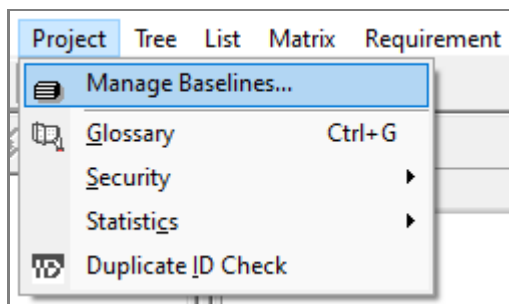 Project Tree List Matrix Requirement
Manage Baselines...
Glossary Ctrl+G
Security
Statistics
Duplicate ID Check